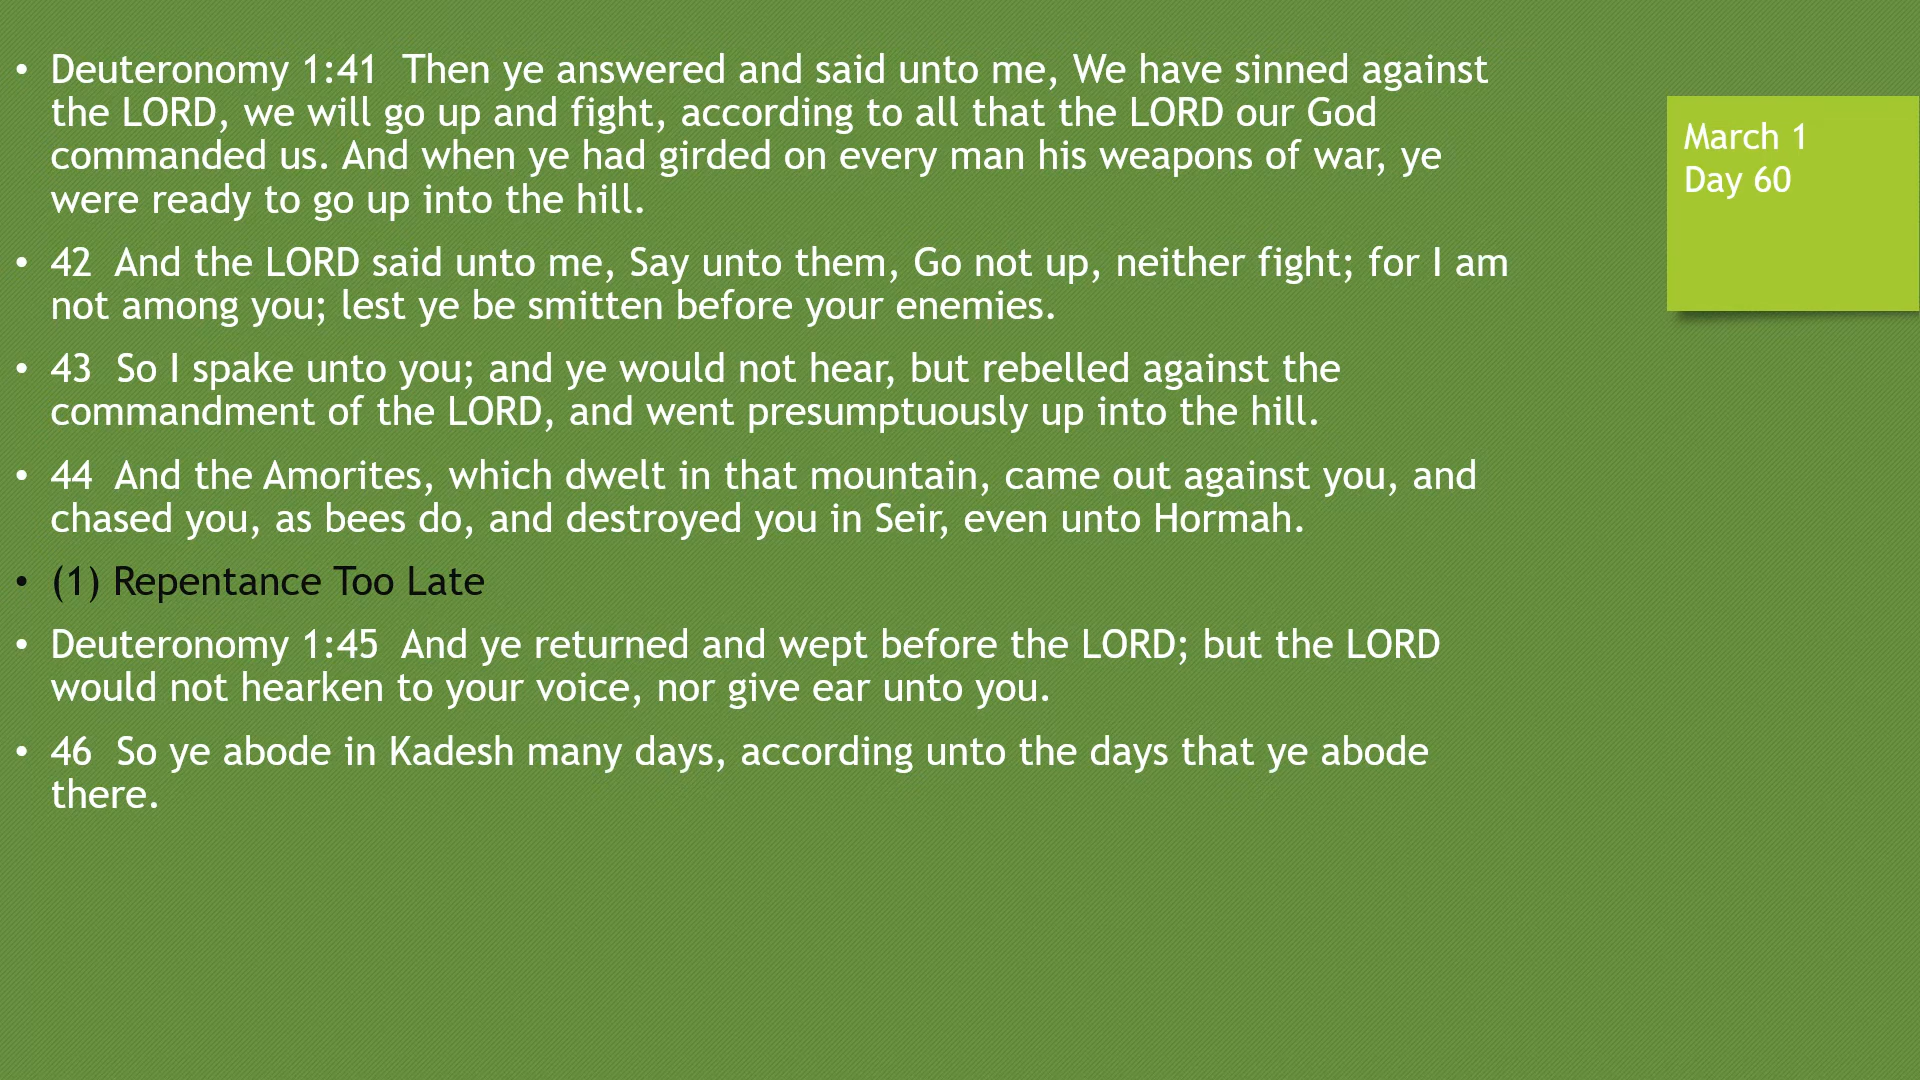 • Deuteronomy 1:41  Then ye answered and said unto me, We have sinned against
the LORD, we will go up and fight, according to all that the LORD our God
commanded us. And when ye had girded on every man his weapons of war, ye
were ready to go up into the hill.
• 42  And the LORD said unto me, Say unto them, Go not up, neither fight; for I am
not among you; lest ye be smitten before your enemies.
• 43  So I spake unto you; and ye would not hear, but rebelled against the
commandment of the LORD, and went presumptuously up into the hill.
• 44  And the Amorites, which dwelt in that mountain, came out against you, and
chased you, as bees do, and destroyed you in Seir, even unto Hormah.
• (1) Repentance Too Late
• Deuteronomy 1:45  And ye returned and wept before the LORD; but the LORD
would not hearken to your voice, nor give ear unto you.
• 46  So ye abode in Kadesh many days, according unto the days that ye abode
there.
March 1
Day 60